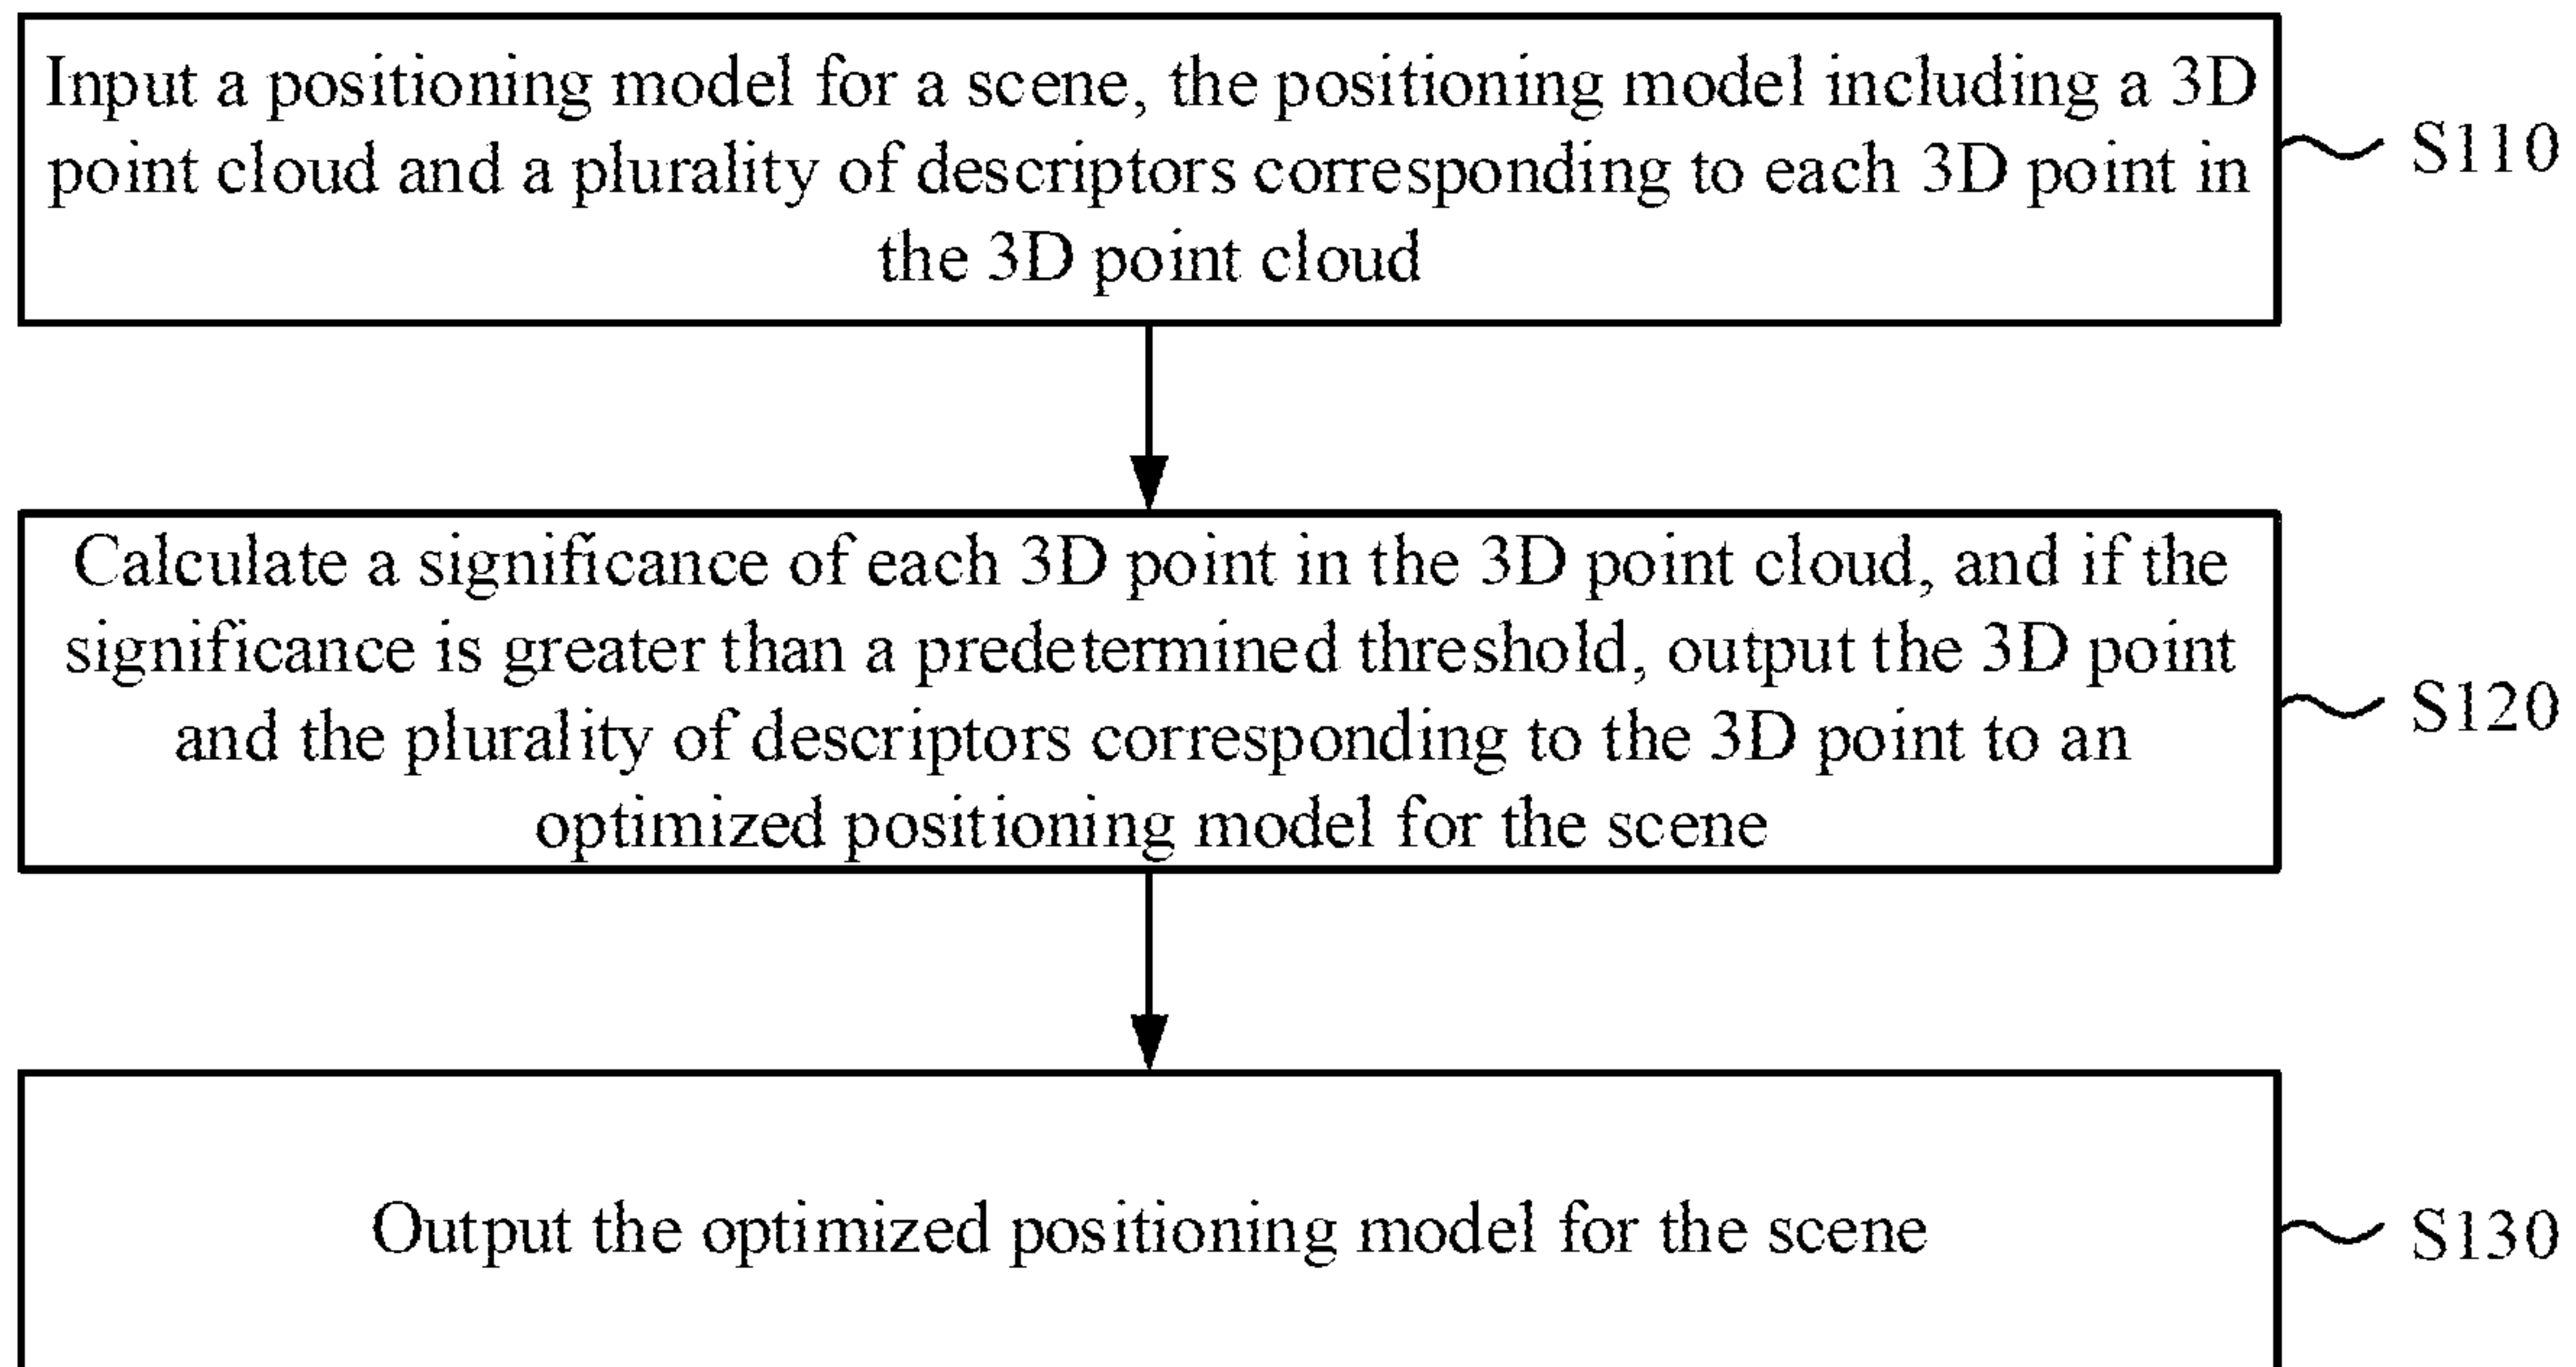 Input a positioning model for a scene, the positioning model including a 3D
point cloud and a plurality of descriptors corresponding to each 3D point in
the 3D point cloud
S110
Calculate a significance of each 3D point in the 3D point cloud, and if the
significance is greater than a predetermined threshold, output the 3D point
and the plurality of descriptors corresponding to the 3D point to an
optimized positioning model for the scene
S120
Output the optimized positioning model for the scene
S130